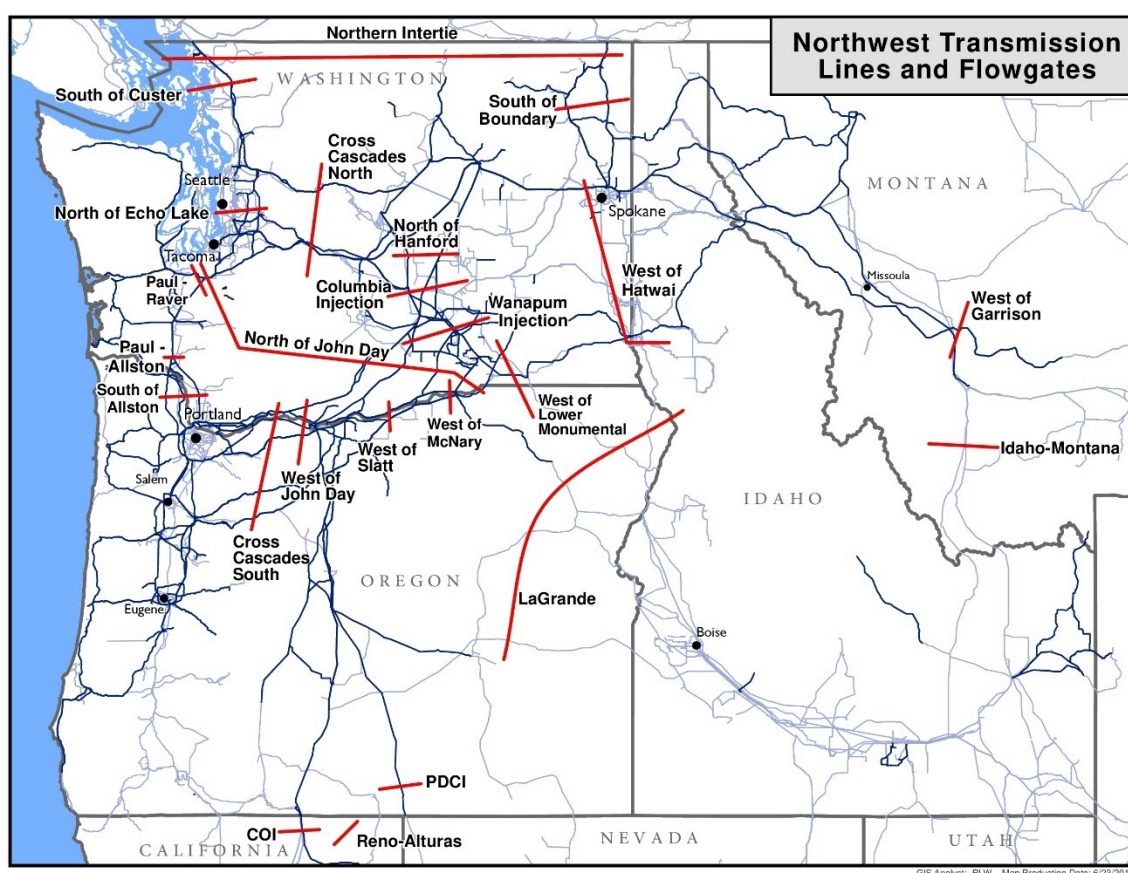 Northern Intertie
Northwest Transmission
Lines and Flowgates
WASHINGTON
South of Custer
South of
Boundary
Cross
Cascades
North
MONTANA
Seattle
North of Echo Lake
Spokane
North of
Hanford
Tacoma
Paul -
Raver
Columbia
Injection
West of
Hatwai
Missoula
Wanapum
Injection
West of
Garrison
North of John Day
Paul -
Allston
South of
Allston
Portland
West of
Lower
Monumental
West of
McNary
West of
Slatt
West of
John Day
Idaho-Montana
Salem
IDAHO
Cross
Cascades
South
OREGON
LaGrande
Eugene
Boise
PDCI
COI
Reno-Alturas
CALIFORNIA
NEVADA
UTAH